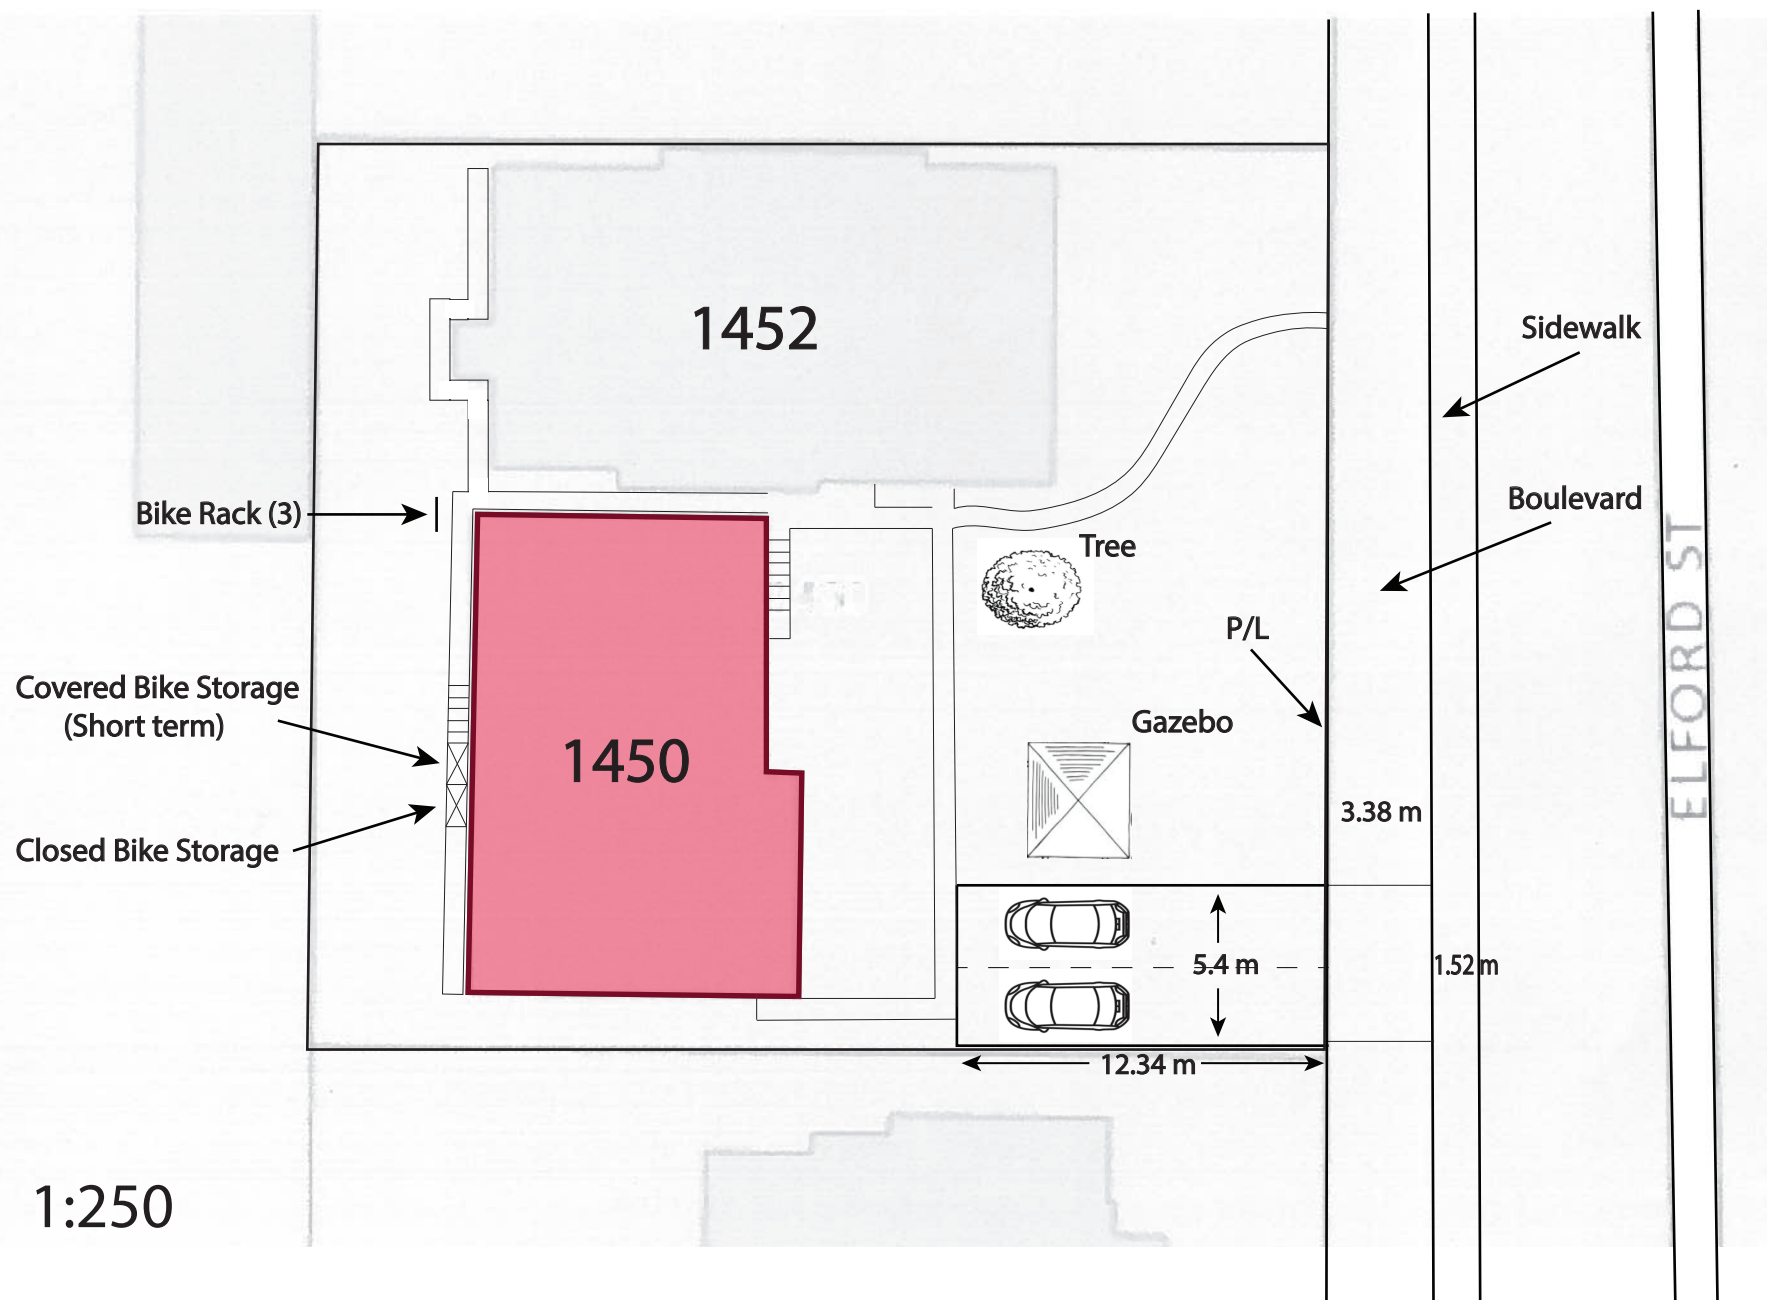 1452
Sidewalk
Boulevard
Bike Rack (3)
Tree
ELFORD ST
P/L
Covered Bike Storage
(Short term)
Gazebo
1450
3.38 m
Closed Bike Storage
5.4 m
1.52 m
12.34 m
1:250